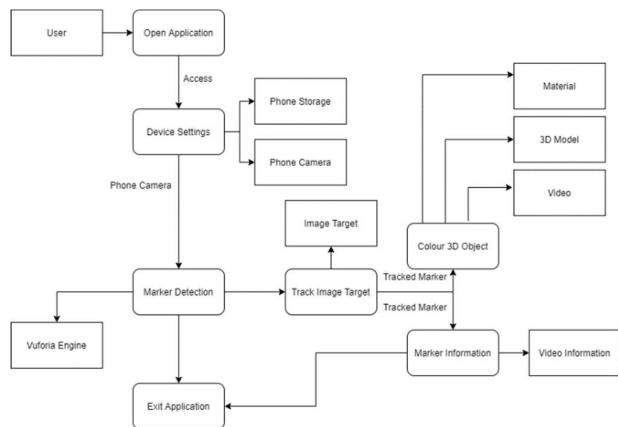 User
Open Application
Access
Material
Phone Storage
Device Settings
3D Model
Phone Camera
Phone Camera
Video
Image Target
Colour 3D Object
Tracked Marker
Marker Detection
Track Image Target
Tracked Marker
Vuforia Engine
Marker Information
Video Information
Exit Application